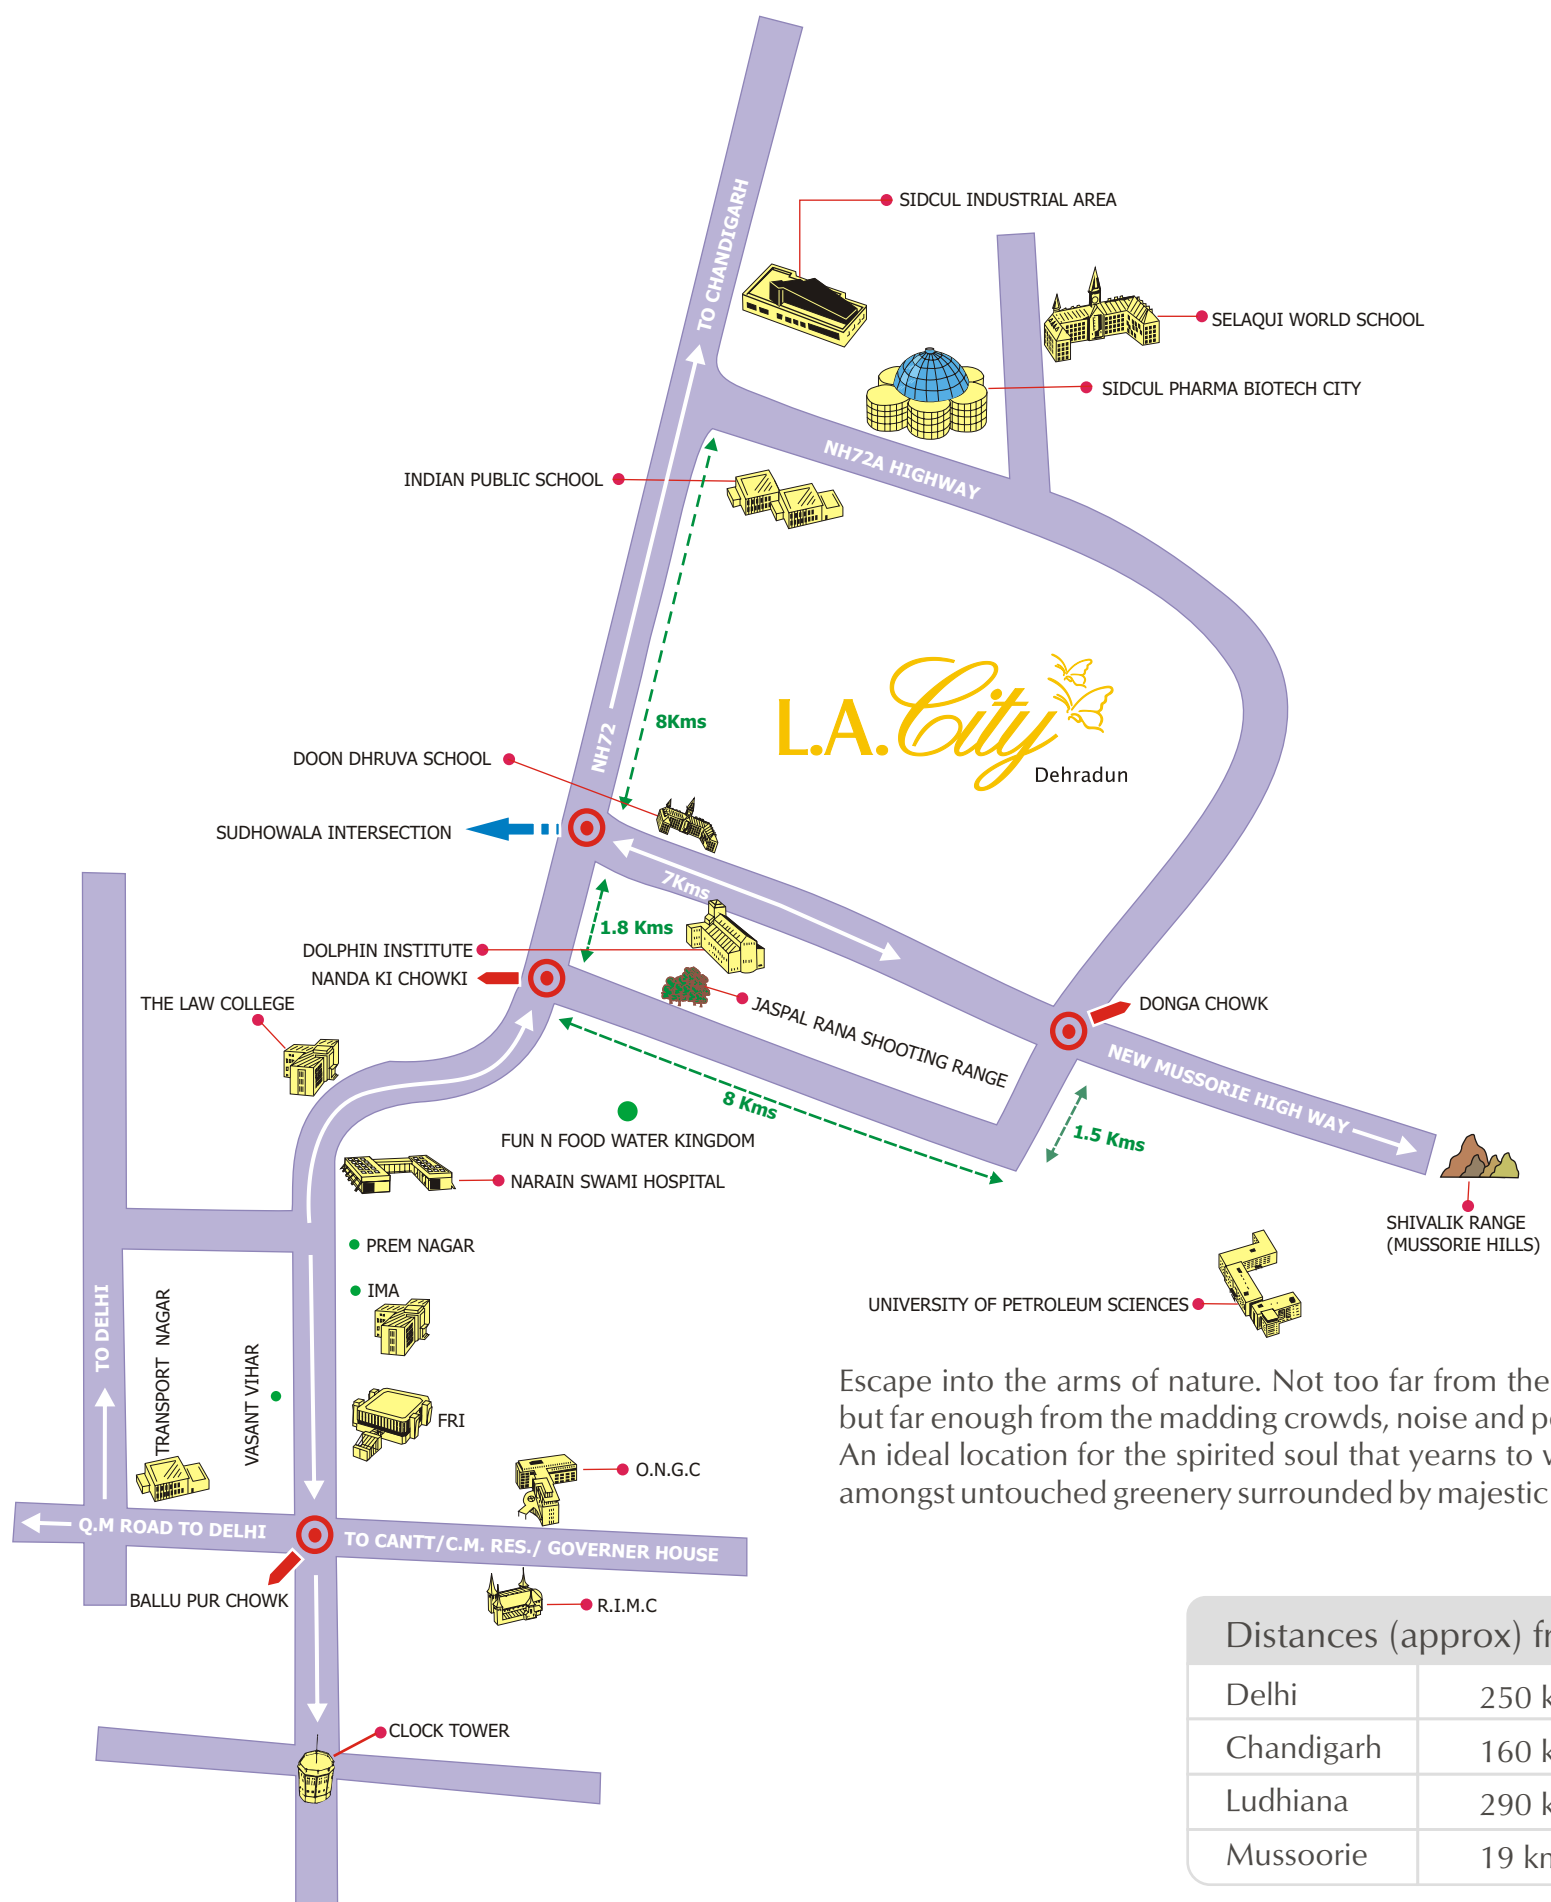 TO CHANDIGARH
SIDCUL INDUSTRIAL AREA
SELAQUI WORLD SCHOOL
SIDCUL PHARMA BIOTECH CITY
NH72A HIGHWAY
INDIAN PUBLIC SCHOOL
L.A. City
Dehradun
8Kms
NH72
DOON DHRUVA SCHOOL
SUDHOWALA INTERSECTION
7Kms
1.8 Kms
DOLPHIN INSTITUTE
NANDA KI CHOWKI
THE LAW COLLEGE
JASPAL RANA SHOOTING RANGE
DONGA CHOWK
NEW MUSSORIE HIGH WAY
8 Kms
1.5 Kms
FUN N FOOD WATER KINGDOM
NARAIN SWAMI HOSPITAL
SHIVALIK RANGE
(MUSSORIE HILLS)
PREM NAGAR
IMA
UNIVERSITY OF PETROLEUM SCIENCES
TO DELHI
TRANSPORT NAGAR
VASANT VIHAR
FRI
Escape into the arms of nature. Not too far from the
but far enough from the madding crowds, noise and
An ideal location for the spirited soul that yearns to
amongst untouched greenery surrounded by majestic
O.N.G.C
Q.M ROAD TO DELHI
TO CANTT/C.M. RES./ GOVERNER HOUSE
BALLU PUR CHOWK
R.I.M.C
CLOCK TOWER
Distances (approx)
Delhi 250
Chandigarh 160
Ludhiana 290
Mussoorie 19